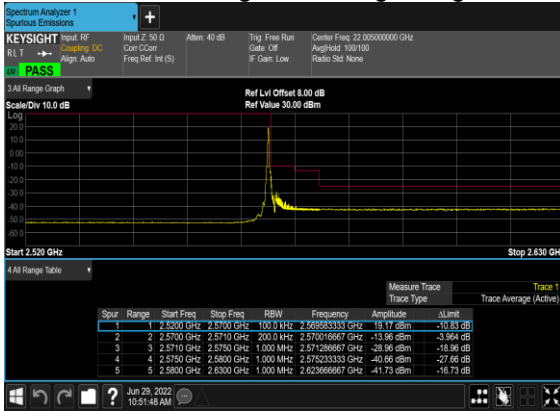 Spectrum Analyzer 1
Spurious Emissions
KEYSIGHT
Input: RF
Coupling: DC
Align: Auto
Input Z: 50 Ω
Corr CCorr
Freq Ref: Int (S)
Atten: 40 dB
Trig: Free Run
Gate: Off
IF Gain: Low
Center Freq: 22.005000000 GHz
Avg|Hold: 100/100
Radio Std: None
RLT
PASS
3 All Range Graph
Scale/Div 10.0 dB
Ref Lvl Offset 8.00 dB
Ref Value 30.00 dBm
Log
20.0
10.0
0.00
-10.0
-20.0
-30.0
-40.0
-50.0
-60.0
Start 2.520 GHz
Stop 2.630 GH
4 All Range Table
Measure Trace Trace 1
Trace Type Trace Average (Active)
Spur Range Start Freq Stop Freq RBW Frequency Amplitude ΔLimit
1 1 2.5200 GHz 2.5700 GHz 100.0 kHz 2.569583333 GHz 19.17 dBm -10.83 dB
2 2 2.5700 GHz 2.5710 GHz 200.0 kHz 2.570016667 GHz -13.96 dBm -3.964 dB
3 3 2.5710 GHz 2.5750 GHz 1.000 MHz 2.571286667 GHz -28.96 dBm -18.96 dB
4 4 2.5750 GHz 2.5800 GHz 1.000 MHz 2.575233333 GHz -40.66 dBm -27.66 dB
5 5 2.5800 GHz 2.6300 GHz 1.000 MHz 2.623666667 GHz -41.73 dBm -16.73 dB
Jun 29, 2022
10:51:48 AM